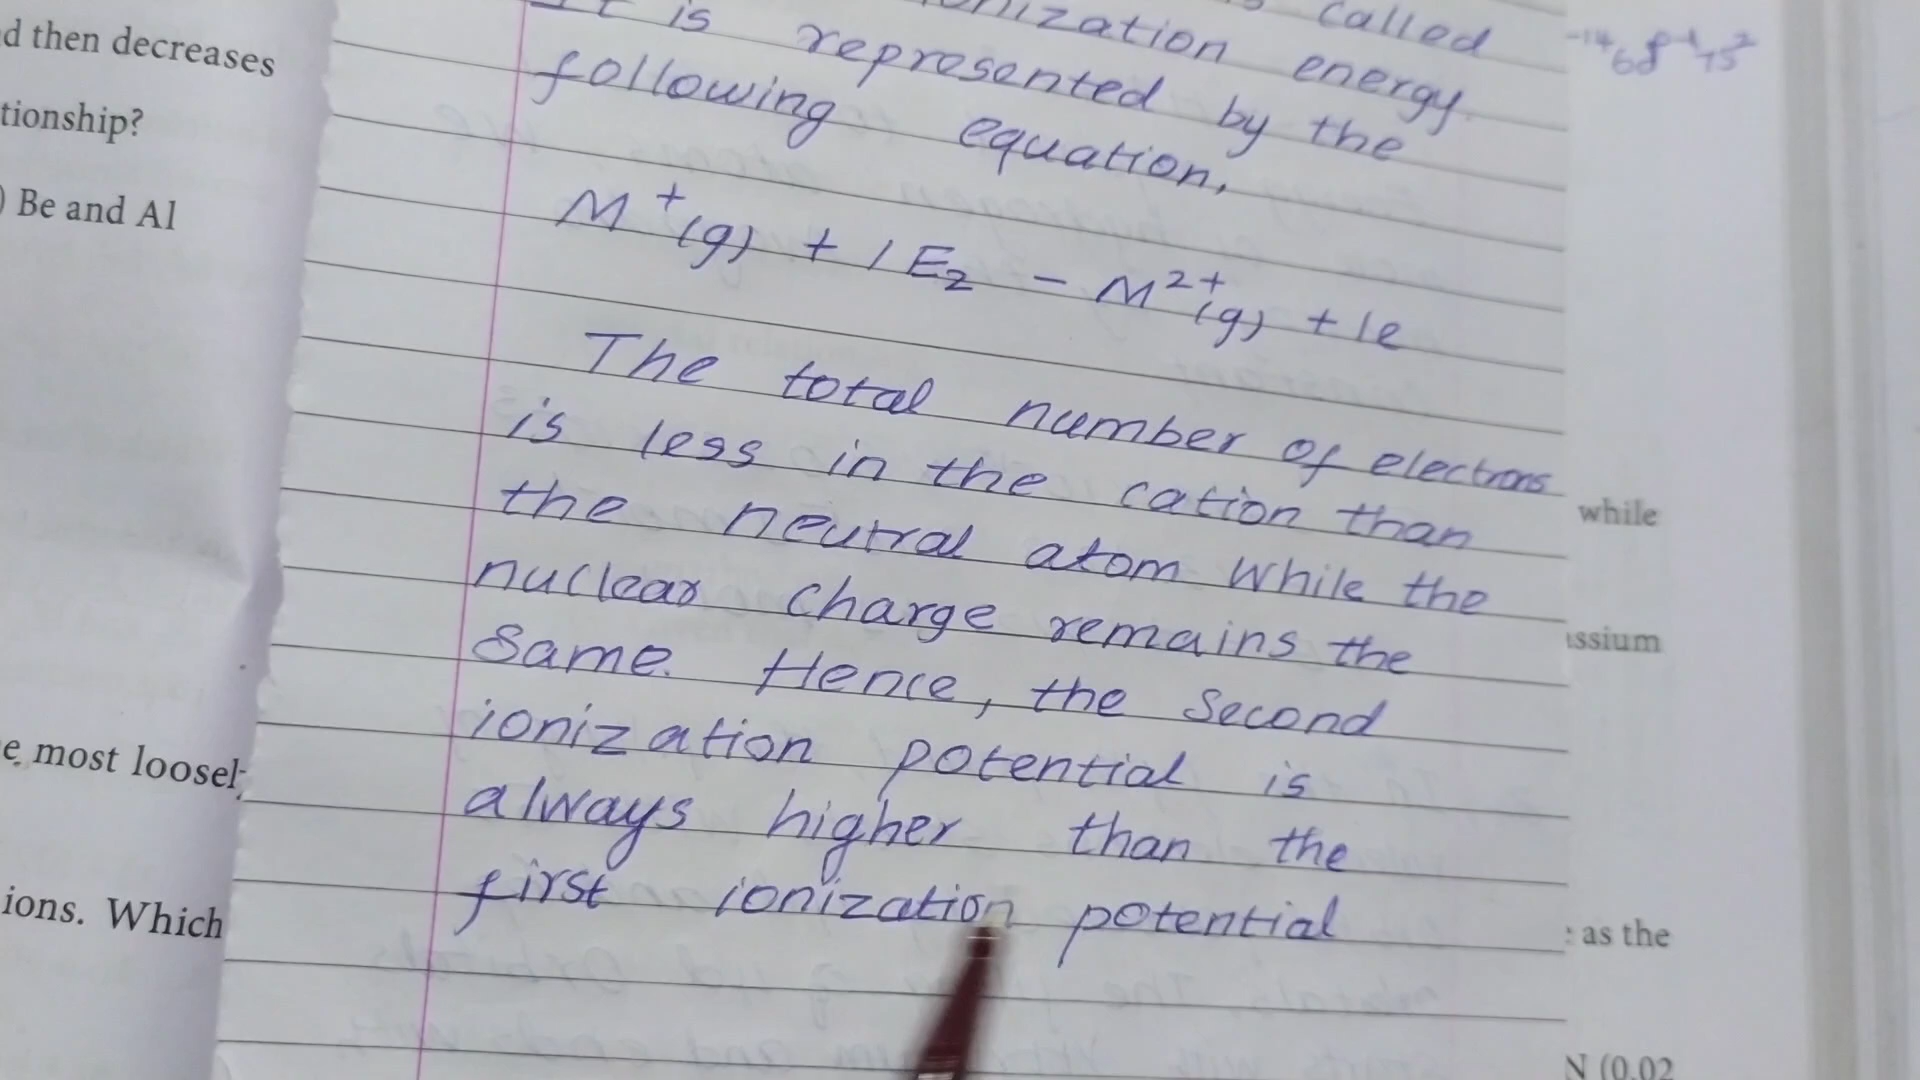 called
ionization energy
It is represented by the
following equation,
M⁺(g) + IE₂ – M²⁺(g) + 1e
The total number of electrons
is less in the cation than
the neutral atom while the
nuclear charge remains the
same. Hence, the second
ionization potential is
always higher than the
first ionization potential
d then decreases
tionship?
) Be and Al
e most loosel
ions. Which
while
ssium
as the
N (0.02